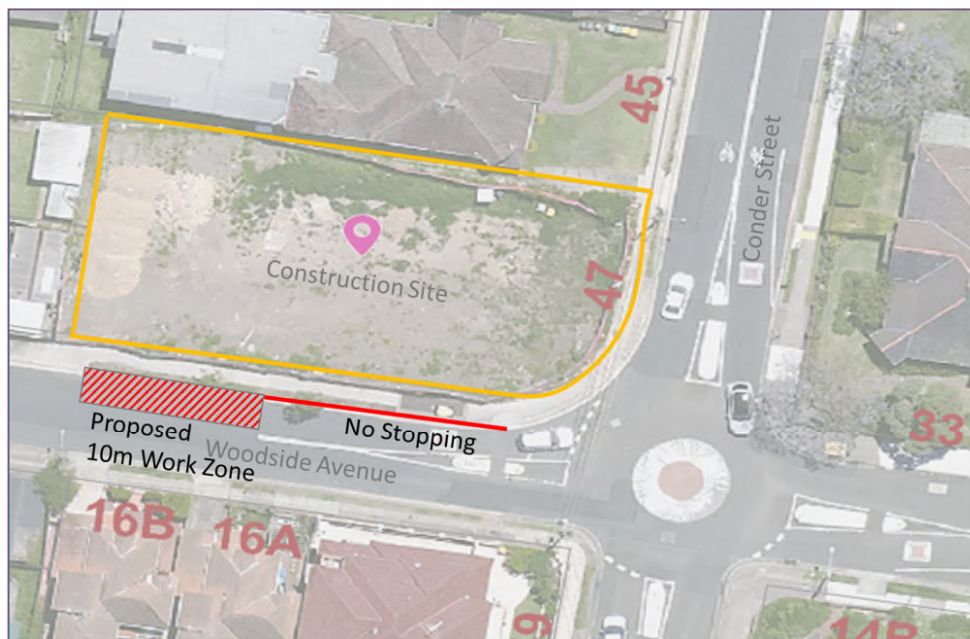 45
Conder Street
Construction Site
47
No Stopping
Proposed
10m Work Zone
Woodside Avenue
33
16B
16A
9
14B